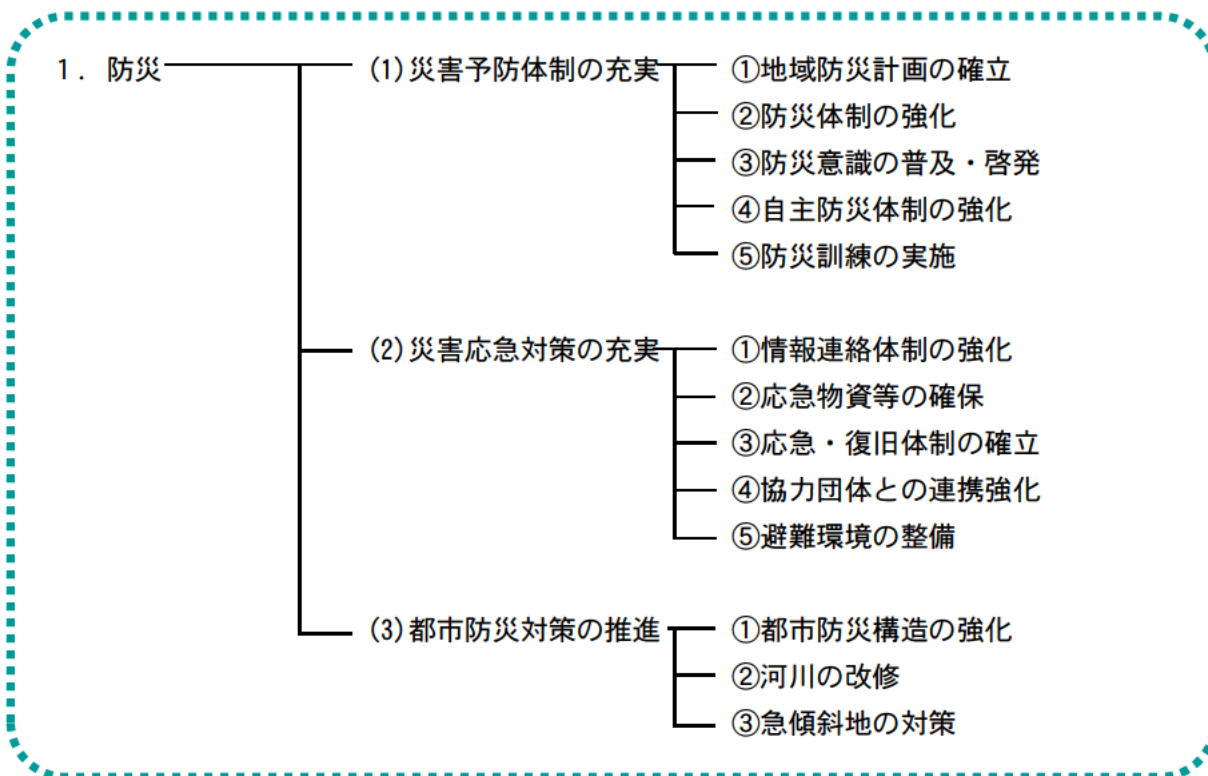 1. 防災 (1)災害予防体制の充実 ①地域防災計画の確立
②防災体制の強化
③防災意識の普及・啓発
④自主防災体制の強化
⑤防災訓練の実施
(2)災害応急対策の充実 ①情報連絡体制の強化
②応急物資等の確保
③応急・復旧体制の確立
④協力団体との連携強化
⑤避難環境の整備
(3)都市防災対策の推進 ①都市防災構造の強化
②河川の改修
③急傾斜地の対策